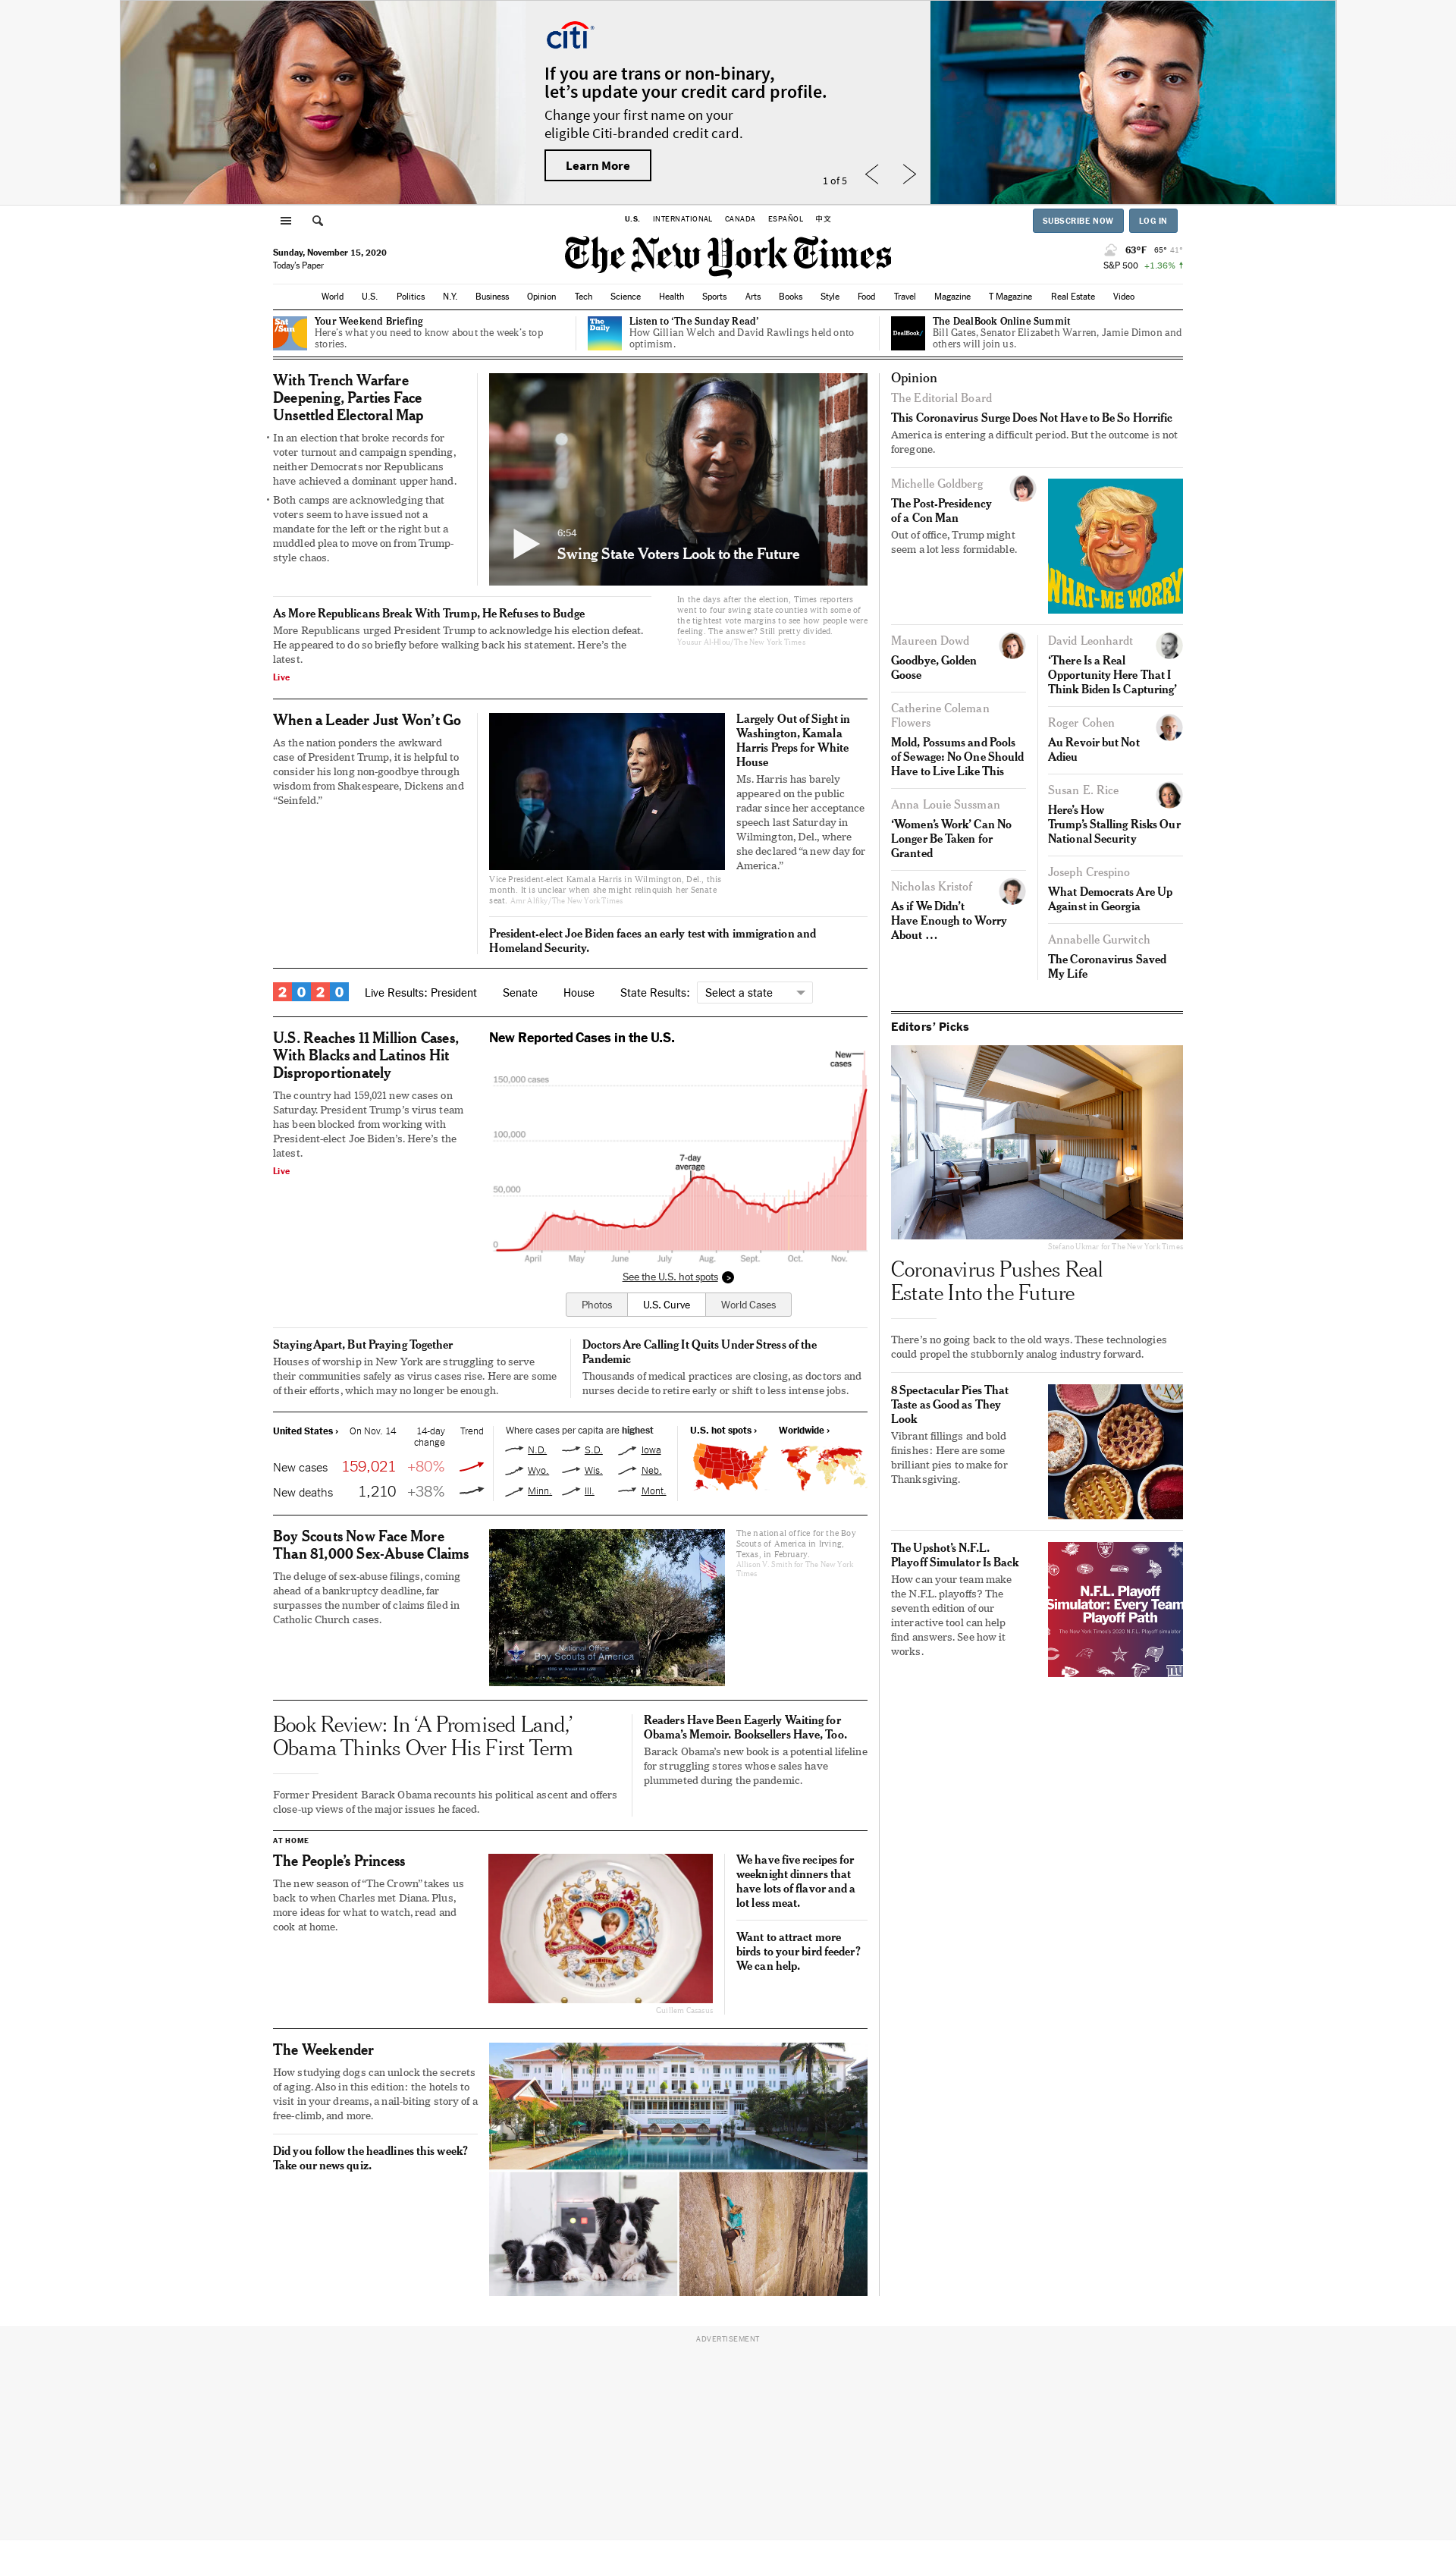 citi
If you are trans or non-binary,
let's update your credit card profile.
Change your first name on your
eligible Citi-branded credit card.
Learn More
1 of 5
U.S. INTERNATIONAL CANADA ESPAÑOL 中文
SUBSCRIBE NOW LOG IN
Sunday, November 15, 2020
Today's Paper
The New York Times
63°F 65° 41°
S&P 500 +1.36%
World U.S. Politics N.Y. Business Opinion Tech Science Health Sports Arts Books Style Food Travel Magazine T Magazine Real Estate Video
Sat/Sun
Your Weekend Briefing
Here's what you need to know about the week's top
stories.
The Daily
Listen to ‘The Sunday Read’
How Gillian Welch and David Rawlings held onto
optimism.
DealBook/
The DealBook Online Summit
Bill Gates, Senator Elizabeth Warren, Jamie Dimon and
others will join us.
With Trench Warfare
Deepening, Parties Face
Unsettled Electoral Map
• In an election that broke records for
voter turnout and campaign spending,
neither Democrats nor Republicans
have achieved a dominant upper hand.
• Both camps are acknowledging that
voters seem to have issued not a
mandate for the left or the right but a
muddled plea to move on from Trump-
style chaos.
6:54
Swing State Voters Look to the Future
In the days after the election, Times reporters
went to four swing state counties with some of
the tightest vote margins to see how people were
feeling. The answer? Still pretty divided.
Yousur Al-Hlou/The New York Times
As More Republicans Break With Trump, He Refuses to Budge
More Republicans urged President Trump to acknowledge his election defeat.
He appeared to do so briefly before walking back his statement. Here's the
latest.
Live
When a Leader Just Won't Go
As the nation ponders the awkward
case of President Trump, it is helpful to
consider his long non-goodbye through
wisdom from Shakespeare, Dickens and
“Seinfeld.”
Vice President-elect Kamala Harris in Wilmington, Del., this
month. It is unclear when she might relinquish her Senate
seat. Amr Alfiky/The New York Times
Largely Out of Sight in
Washington, Kamala
Harris Preps for White
House
Ms. Harris has barely
appeared on the public
radar since her acceptance
speech last Saturday in
Wilmington, Del., where
she declared “a new day for
America.”
President-elect Joe Biden faces an early test with immigration and
Homeland Security.
2020 Live Results: President Senate House State Results: Select a state
U.S. Reaches 11 Million Cases,
With Blacks and Latinos Hit
Disproportionately
The country had 159,021 new cases on
Saturday. President Trump's virus team
has been blocked from working with
President-elect Joe Biden's. Here's the
latest.
Live
New Reported Cases in the U.S.
New
cases
150,000 cases
100,000
7-day
average
50,000
0
April May June July Aug. Sept. Oct. Nov.
See the U.S. hot spots
Photos U.S. Curve World Cases
Staying Apart, But Praying Together
Houses of worship in New York are struggling to serve
their communities safely as virus cases rise. Here are some
of their efforts, which may no longer be enough.
Doctors Are Calling It Quits Under Stress of the
Pandemic
Thousands of medical practices are closing, as doctors and
nurses decide to retire early or shift to less intense jobs.
United States › On Nov. 14 14-day
change Trend
New cases 159,021 +80%
New deaths 1,210 +38%
Where cases per capita are highest
N.D. S.D. Iowa
Wyo. Wis. Neb.
Minn. Ill. Mont.
U.S. hot spots › Worldwide ›
Boy Scouts Now Face More
Than 81,000 Sex-Abuse Claims
The deluge of sex-abuse filings, coming
ahead of a bankruptcy deadline, far
surpasses the number of claims filed in
Catholic Church cases.
National Office
Boy Scouts of America
The national office for the Boy
Scouts of America in Irving,
Texas, in February.
Allison V. Smith for The New York
Times
Book Review: In ‘A Promised Land,’
Obama Thinks Over His First Term
Former President Barack Obama recounts his political ascent and offers
close-up views of the major issues he faced.
Readers Have Been Eagerly Waiting for
Obama's Memoir. Booksellers Have, Too.
Barack Obama's new book is a potential lifeline
for struggling stores whose sales have
plummeted during the pandemic.
AT HOME
The People's Princess
The new season of “The Crown” takes us
back to when Charles met Diana. Plus,
more ideas for what to watch, read and
cook at home.
Guillem Casasus
We have five recipes for
weeknight dinners that
have lots of flavor and a
lot less meat.
Want to attract more
birds to your bird feeder?
We can help.
The Weekender
How studying dogs can unlock the secrets
of aging. Also in this edition: the hotels to
visit in your dreams, a nail-biting story of a
free-climb, and more.
Did you follow the headlines this week?
Take our news quiz.
Opinion
The Editorial Board
This Coronavirus Surge Does Not Have to Be So Horrific
America is entering a difficult period. But the outcome is not
foregone.
Michelle Goldberg
The Post-Presidency
of a Con Man
Out of office, Trump might
seem a lot less formidable.
WHAT-ME WORRY
Maureen Dowd
Goodbye, Golden
Goose
Catherine Coleman
Flowers
Mold, Possums and Pools
of Sewage: No One Should
Have to Live Like This
Anna Louie Sussman
‘Women's Work’ Can No
Longer Be Taken for
Granted
Nicholas Kristof
As if We Didn't
Have Enough to Worry
About …
David Leonhardt
‘There Is a Real
Opportunity Here That I
Think Biden Is Capturing’
Roger Cohen
Au Revoir but Not
Adieu
Susan E. Rice
Here's How
Trump's Stalling Risks Our
National Security
Joseph Crespino
What Democrats Are Up
Against in Georgia
Annabelle Gurwitch
The Coronavirus Saved
My Life
Editors' Picks
Stefano Ukmar for The New York Times
Coronavirus Pushes Real
Estate Into the Future
There's no going back to the old ways. These technologies
could propel the stubbornly analog industry forward.
8 Spectacular Pies That
Taste as Good as They
Look
Vibrant fillings and bold
finishes: Here are some
brilliant pies to make for
Thanksgiving.
The Upshot's N.F.L.
Playoff Simulator Is Back
How can your team make
the N.F.L. playoffs? The
seventh edition of our
interactive tool can help
find answers. See how it
works.
N.F.L. Playoff
Simulator: Every Team
Playoff Path
The New York Times's 2020 N.F.L. Playoff simulator
ADVERTISEMENT